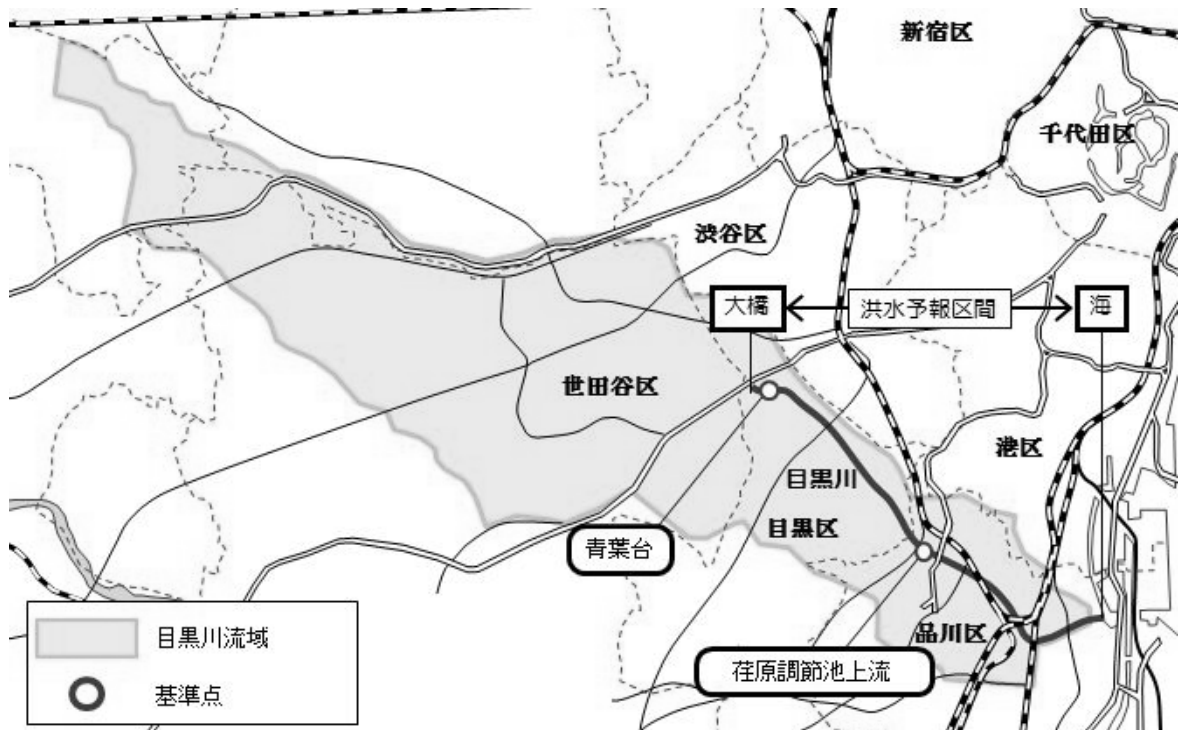 新宿区
千代田区
渋谷区
大橋
洪水予報区間
海
世田谷区
港区
目黒川
目黒区
青葉台
品川区
荏原調節池上流
目黒川流域
基準点